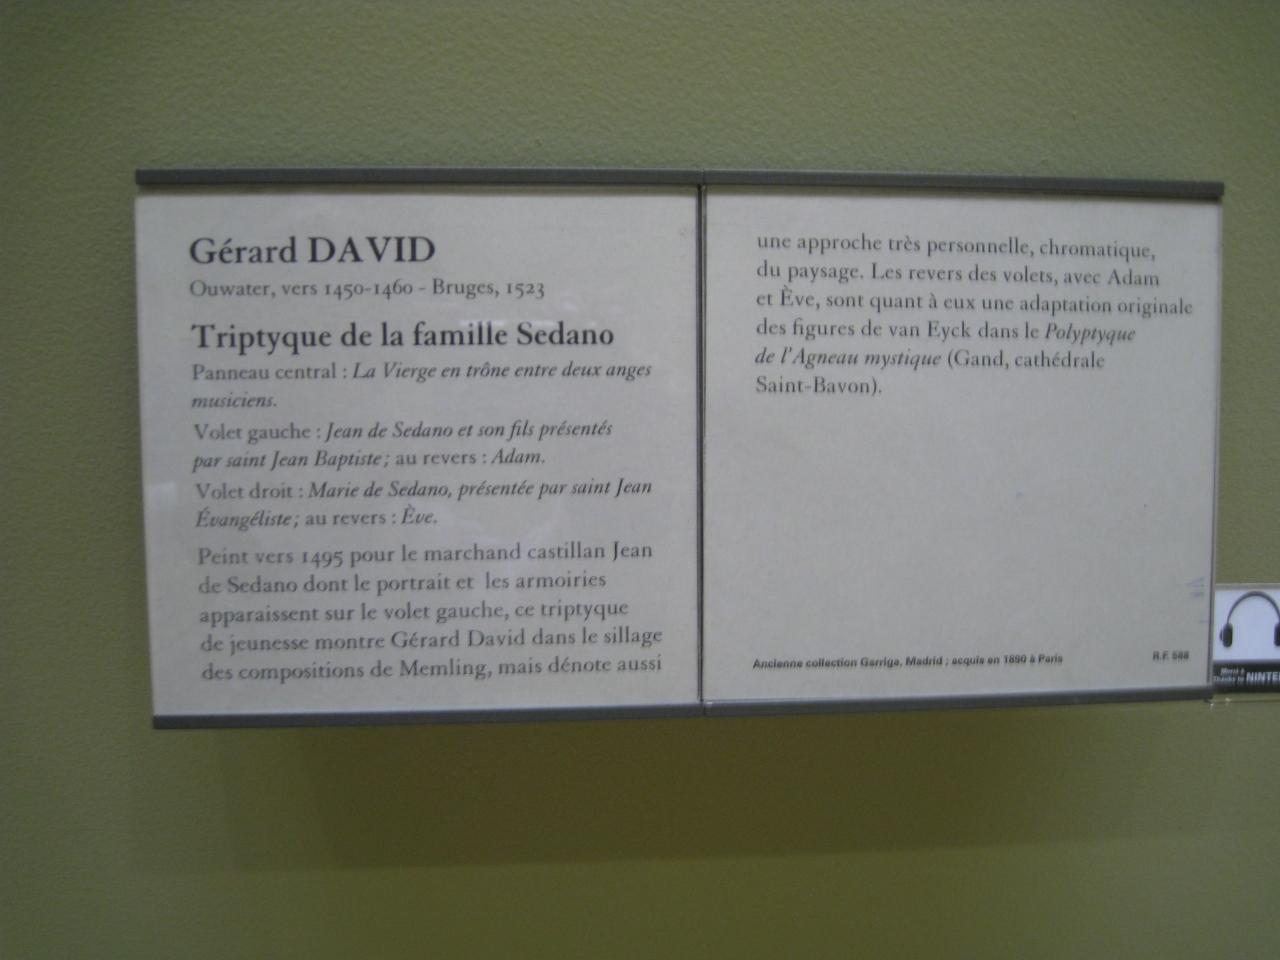 Gérard DAVID
Ouwater, vers 1450-1460 - Bruges, 1523
Triptyque de la famille Sedano
Panneau central : La Vierge en trône entre deux anges
musiciens.
Volet gauche : Jean de Sedano et son fils présentés
par saint Jean Baptiste ; au revers : Adam.
Volet droit : Marie de Sedano, présentée par saint Jean
Évangéliste ; au revers : Ève.
Peint vers 1495 pour le marchand castillan Jean
de Sedano dont le portrait et les armoiries
apparaissent sur le volet gauche, ce triptyque
de jeunesse montre Gérard David dans le sillage
des compositions de Memling, mais dénote aussi
une approche très personnelle, chromatique,
du paysage. Les revers des volets, avec Adam
et Ève, sont quant à eux une adaptation originale
des figures de van Eyck dans le Polyptyque
de l'Agneau mystique (Gand, cathédrale
Saint-Bavon).
Ancienne collection Garriga, Madrid ; acquis en 1890 à Paris
R.F. 588
Merci à
Thanks to NINTE